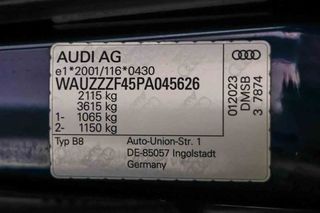 AUDI AG
e1*2001/116*0430
WAUZZZF45PA045626
2115 kg
3615 kg
1- 1065 kg
2- 1150 kg
Typ B8
Auto-Union-Str. 1
DE-85057 Ingolstadt
Germany
012023
DMSB
3 7874